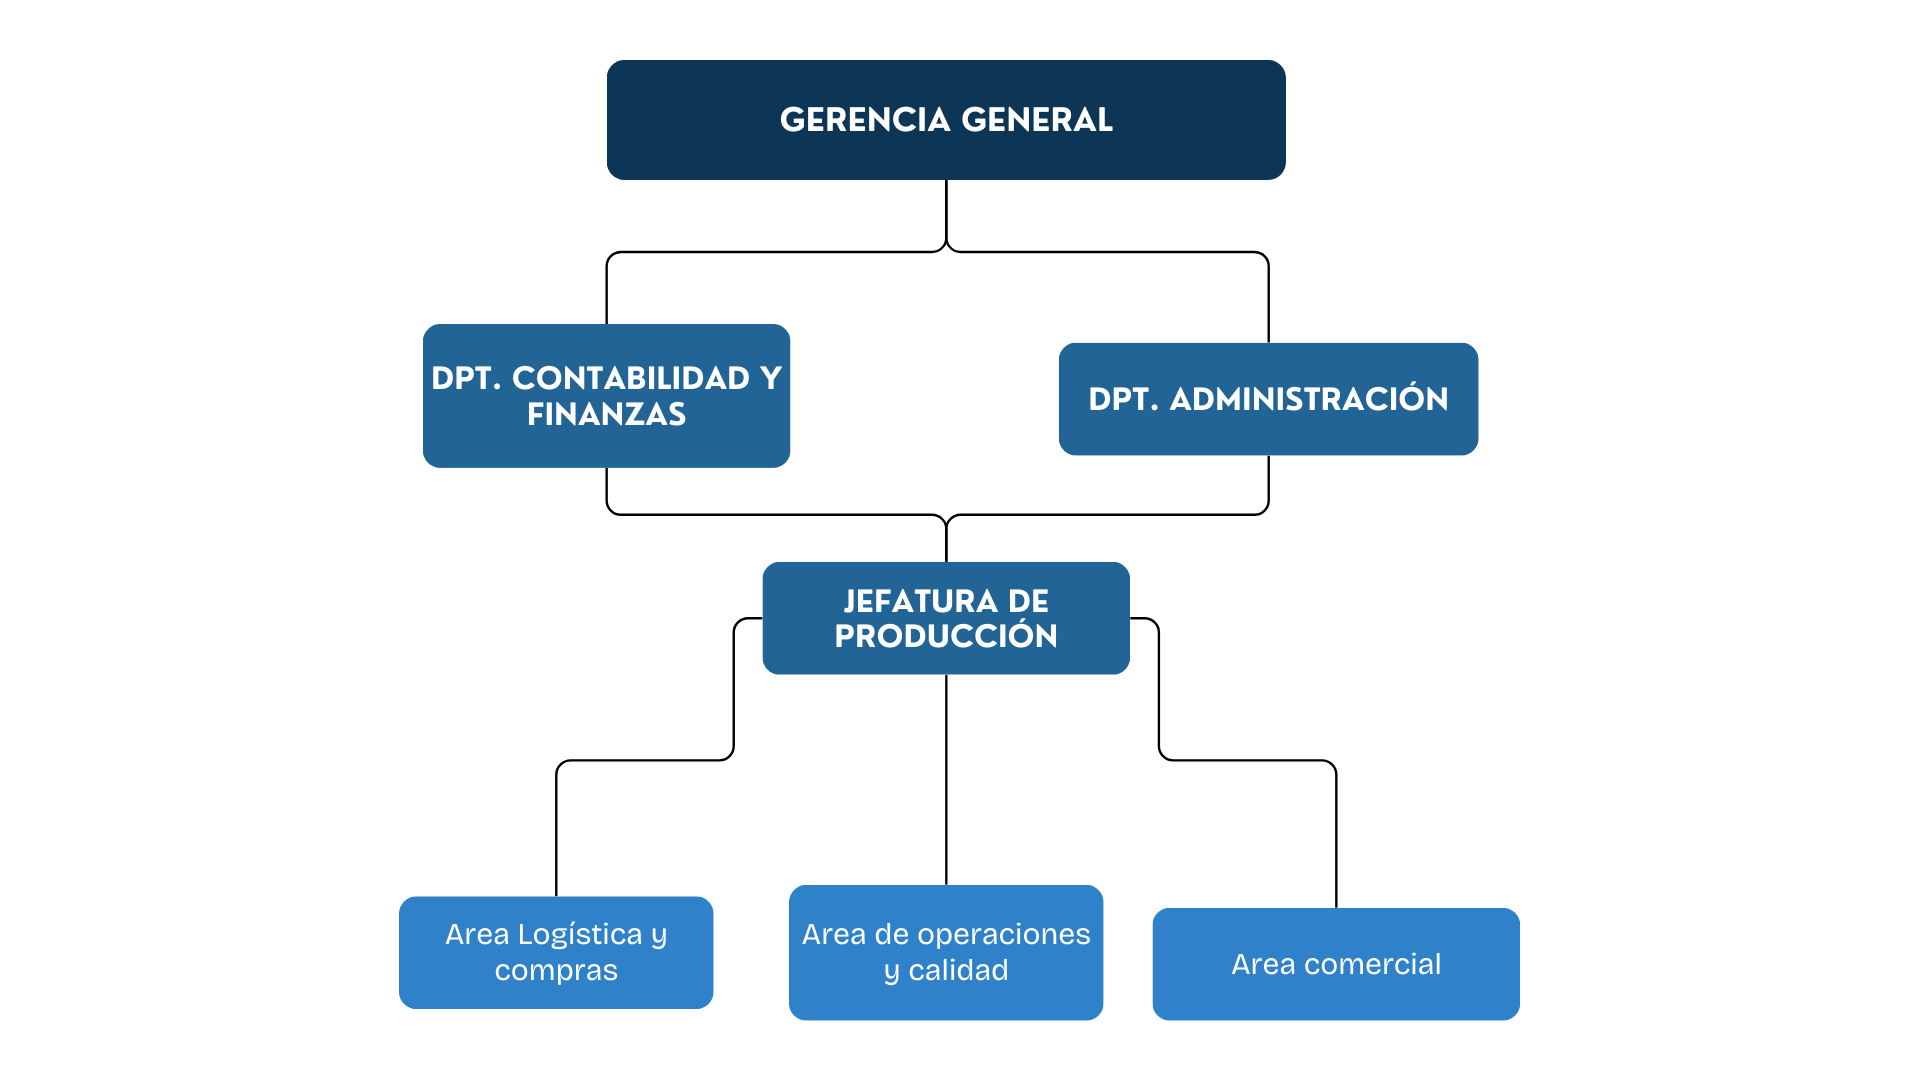 GERENCIA GENERAL
DPT. CONTABILIDAD Y
FINANZAS
DPT. ADMINISTRACIÓN
JEFATURA DE
PRODUCCIÓN
Area Logística y
compras
Area de operaciones
y calidad
Area comercial